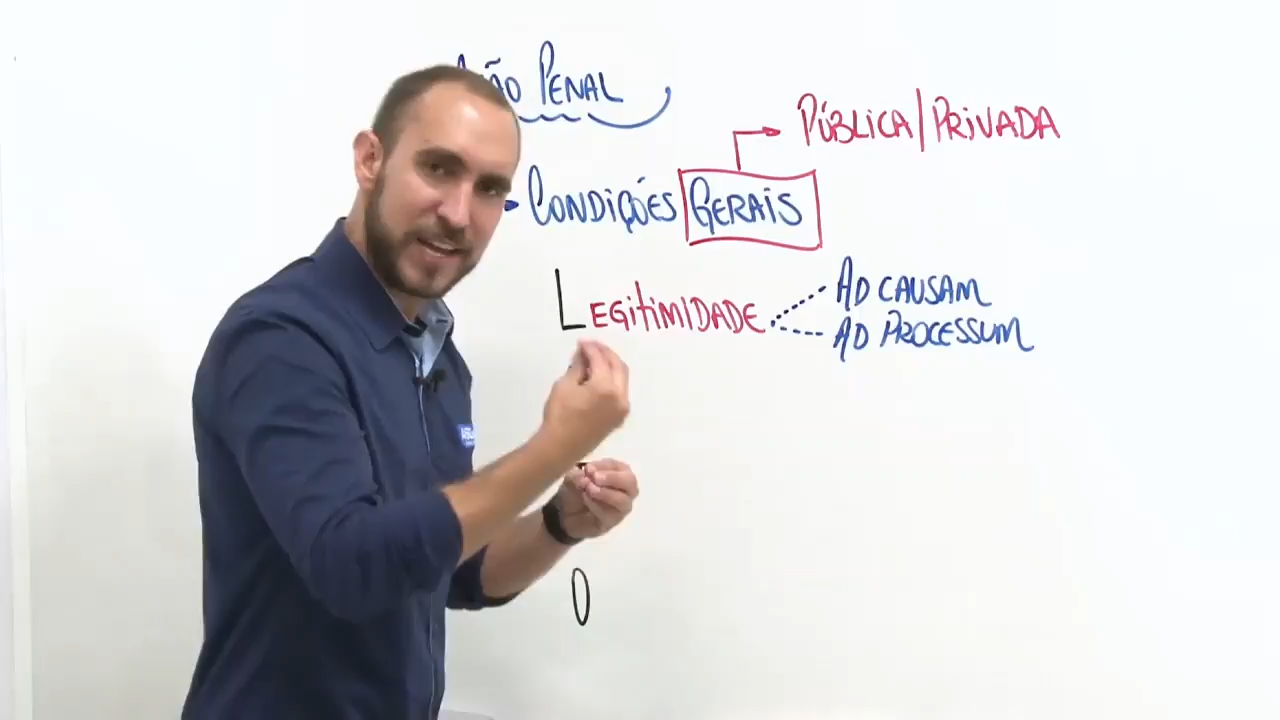 PENAL
PÚBLICA/PRIVADA
CONDIÇÕES GERAIS
LEGITIMIDADE
AD CAUSAM
AD PROCESSUM
O